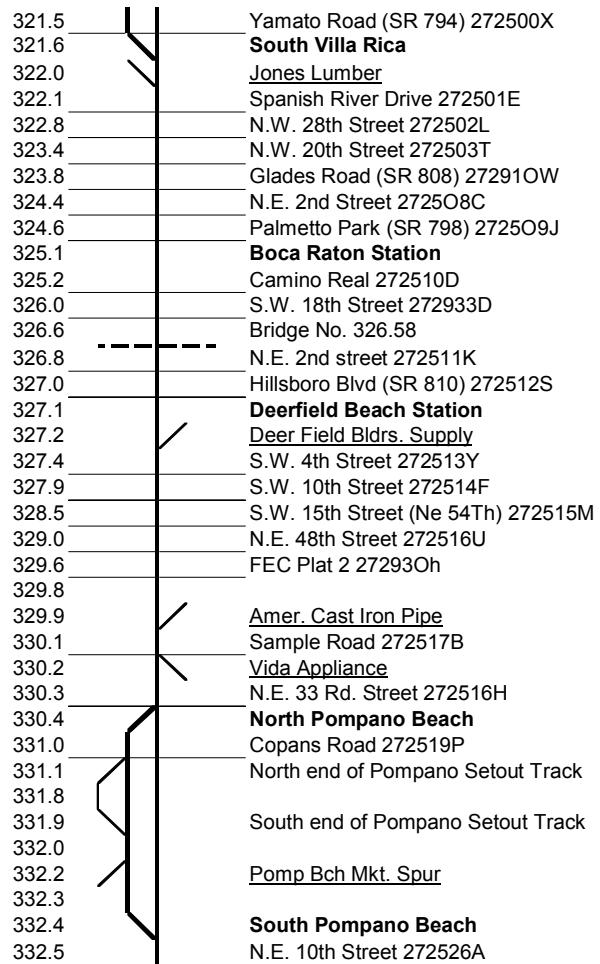 321.5 Yamato Road (SR 794) 272500X
321.6 South Villa Rica
322.0 Jones Lumber
322.1 Spanish River Drive 272501E
322.8 N.W. 28th Street 272502L
323.4 N.W. 20th Street 272503T
323.8 Glades Road (SR 808) 27291OW
324.4 N.E. 2nd Street 2725O8C
324.6 Palmetto Park (SR 798) 2725O9J
325.1 Boca Raton Station
325.2 Camino Real 272510D
326.0 S.W. 18th Street 272933D
326.6 Bridge No. 326.58
326.8 N.E. 2nd street 272511K
327.0 Hillsboro Blvd (SR 810) 272512S
327.1 Deerfield Beach Station
327.2 Deer Field Bldrs. Supply
327.4 S.W. 4th Street 272513Y
327.9 S.W. 10th Street 272514F
328.5 S.W. 15th Street (Ne 54Th) 272515M
329.0 N.E. 48th Street 272516U
329.6 FEC Plat 2 27293Oh
329.8
329.9 Amer. Cast Iron Pipe
330.1 Sample Road 272517B
330.2 Vida Appliance
330.3 N.E. 33 Rd. Street 272516H
330.4 North Pompano Beach
331.0 Copans Road 272519P
331.1 North end of Pompano Setout Track
331.8
331.9 South end of Pompano Setout Track
332.0
332.2 Pomp Bch Mkt. Spur
332.3
332.4 South Pompano Beach
332.5 N.E. 10th Street 272526A